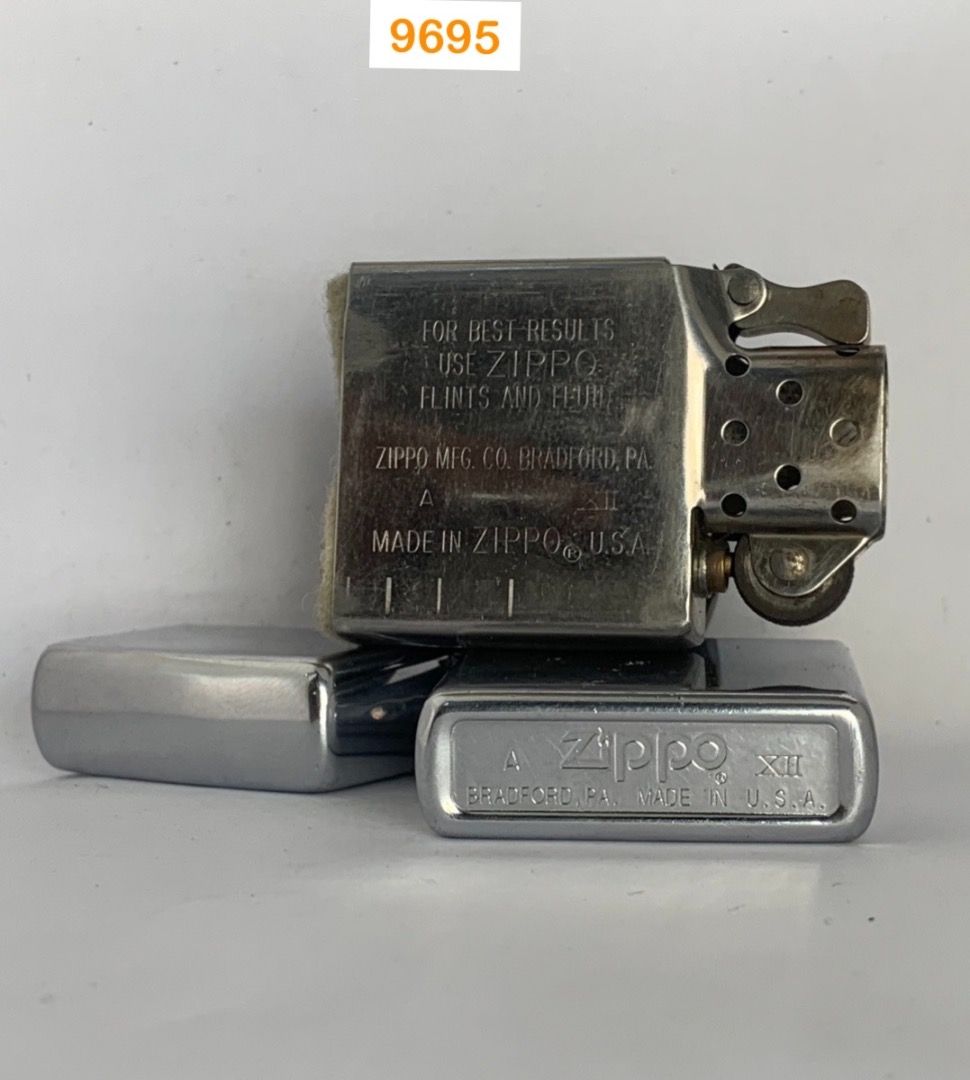 9695
FOR BEST RESULTS
USE ZIPPO
FLINTS AND FLUID
ZIPPO MFG. CO. BRADFORD, PA.
A XII
MADE IN ZIPPO® U.S.A.
A Zippo® XII
BRADFORD, PA. MADE IN U.S.A.